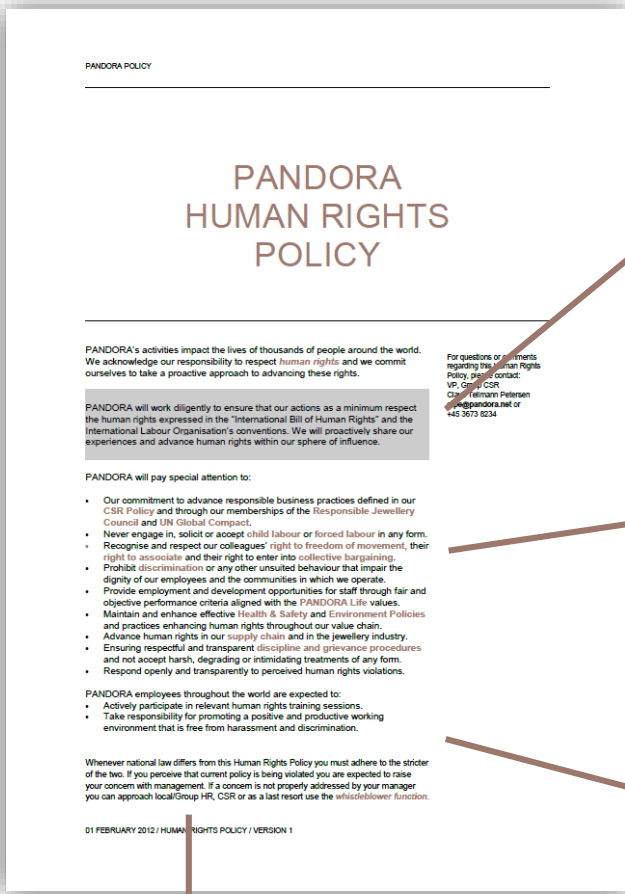 PANDORA POLICY
PANDORA
HUMAN RIGHTS
POLICY
PANDORA's activities impact the lives of thousands of people around the world.
We acknowledge our responsibility to respect human rights and we commit
ourselves to take a proactive approach to advancing these rights.
For questions or comments
regarding this Human Rights
Policy, please contact:
VP, Group CSR
Petersen
@pandora.net or
+45 3673 8234
PANDORA will work diligently to ensure that our actions as a minimum respect
the human rights expressed in the "International Bill of Human Rights" and the
International Labour Organisation's conventions. We will proactively share our
experiences and advance human rights within our sphere of influence.
PANDORA will pay special attention to:
• Our commitment to advance responsible business practices defined in our
CSR Policy and through our memberships of the Responsible Jewellery
Council and UN Global Compact.
• Never engage in, solicit or accept child labour or forced labour in any form.
• Recognise and respect our colleagues' right to freedom of movement, their
right to associate and their right to enter into collective bargaining.
• Prohibit discrimination or any other unsuited behaviour that impair the
dignity of our employees and the communities in which we operate.
• Provide employment and development opportunities for staff through fair and
objective performance criteria aligned with the PANDORA Life values.
• Maintain and enhance effective Health & Safety and Environment Policies
and practices enhancing human rights throughout our value chain.
• Advance human rights in our supply chain and in the jewellery industry.
• Ensuring respectful and transparent discipline and grievance procedures
and not accept harsh, degrading or intimidating treatments of any form.
• Respond openly and transparently to perceived human rights violations.
PANDORA employees throughout the world are expected to:
• Actively participate in relevant human rights training sessions.
• Take responsibility for promoting a positive and productive working
environment that is free from harassment and discrimination.
Whenever national law differs from this Human Rights Policy you must adhere to the stricter
of the two. If you perceive that current policy is being violated you are expected to raise
your concern with management. If a concern is not properly addressed by your manager
you can approach local/Group HR, CSR or as a last resort use the whistleblower function.
01 FEBRUARY 2012 / HUMAN RIGHTS POLICY / VERSION 1